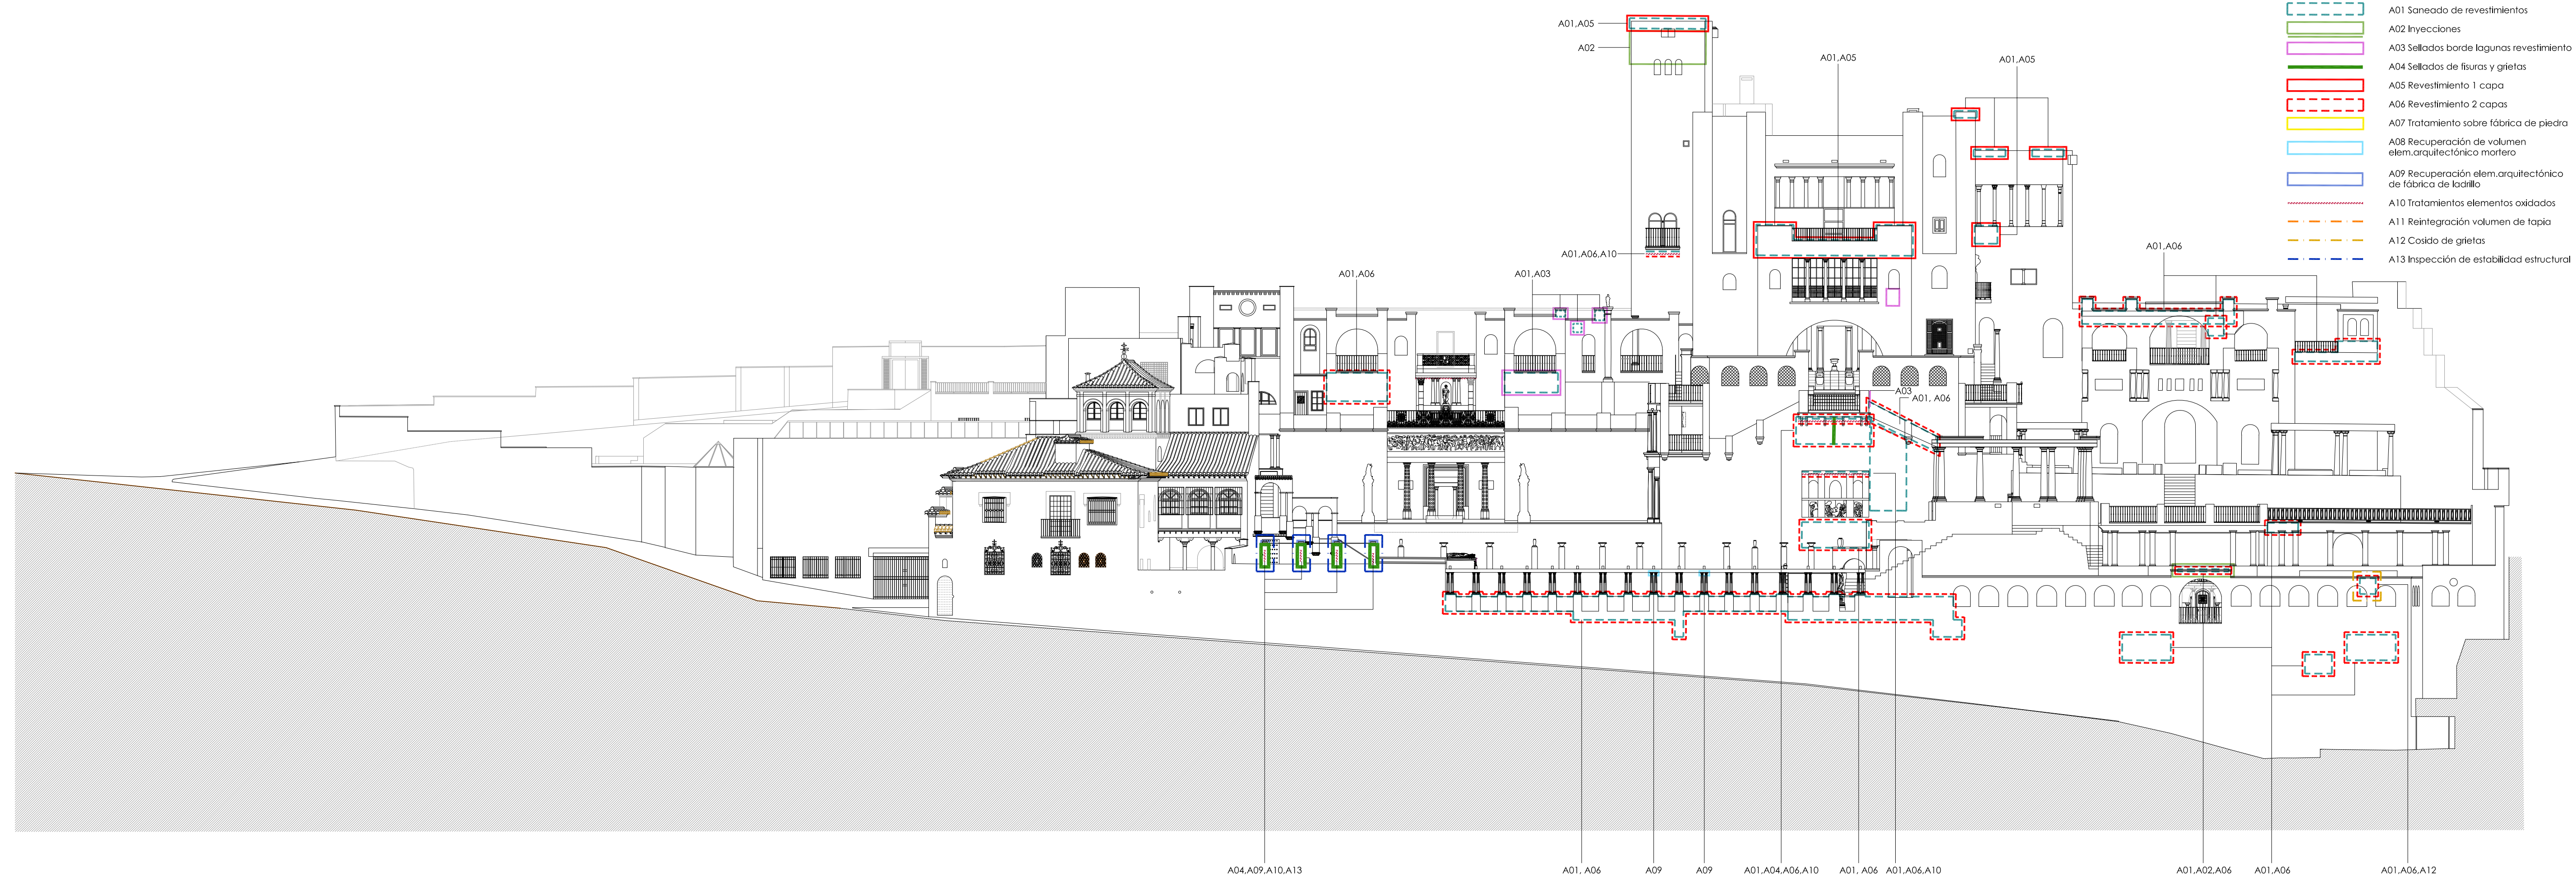 A01 Saneado de revestimientos
A02 Inyecciones
A03 Sellados borde lagunas revestimiento
A04 Sellados de fisuras y grietas
A05 Revestimiento 1 capa
A06 Revestimiento 2 capas
A07 Tratamiento sobre fábrica de piedra
A08 Recuperación de volumen
elem.arquitectónico mortero
A09 Recuperación elem.arquitectónico
de fábrica de ladrillo
A10 Tratamientos elementos oxidados
A11 Reintegración volumen de tapia
A12 Cosido de grietas
A13 Inspección de estabilidad estructural
A01,A05
A02
A01,A05
A01,A05
A01,A06,A10
A01,A06
A01,A06
A01,A03
A03
A01, A06
A04,A09,A10,A13
A01, A06
A09
A09
A01,A04,A06,A10
A01, A06
A01,A06,A10
A01,A02,A06
A01,A06
A01,A06,A12